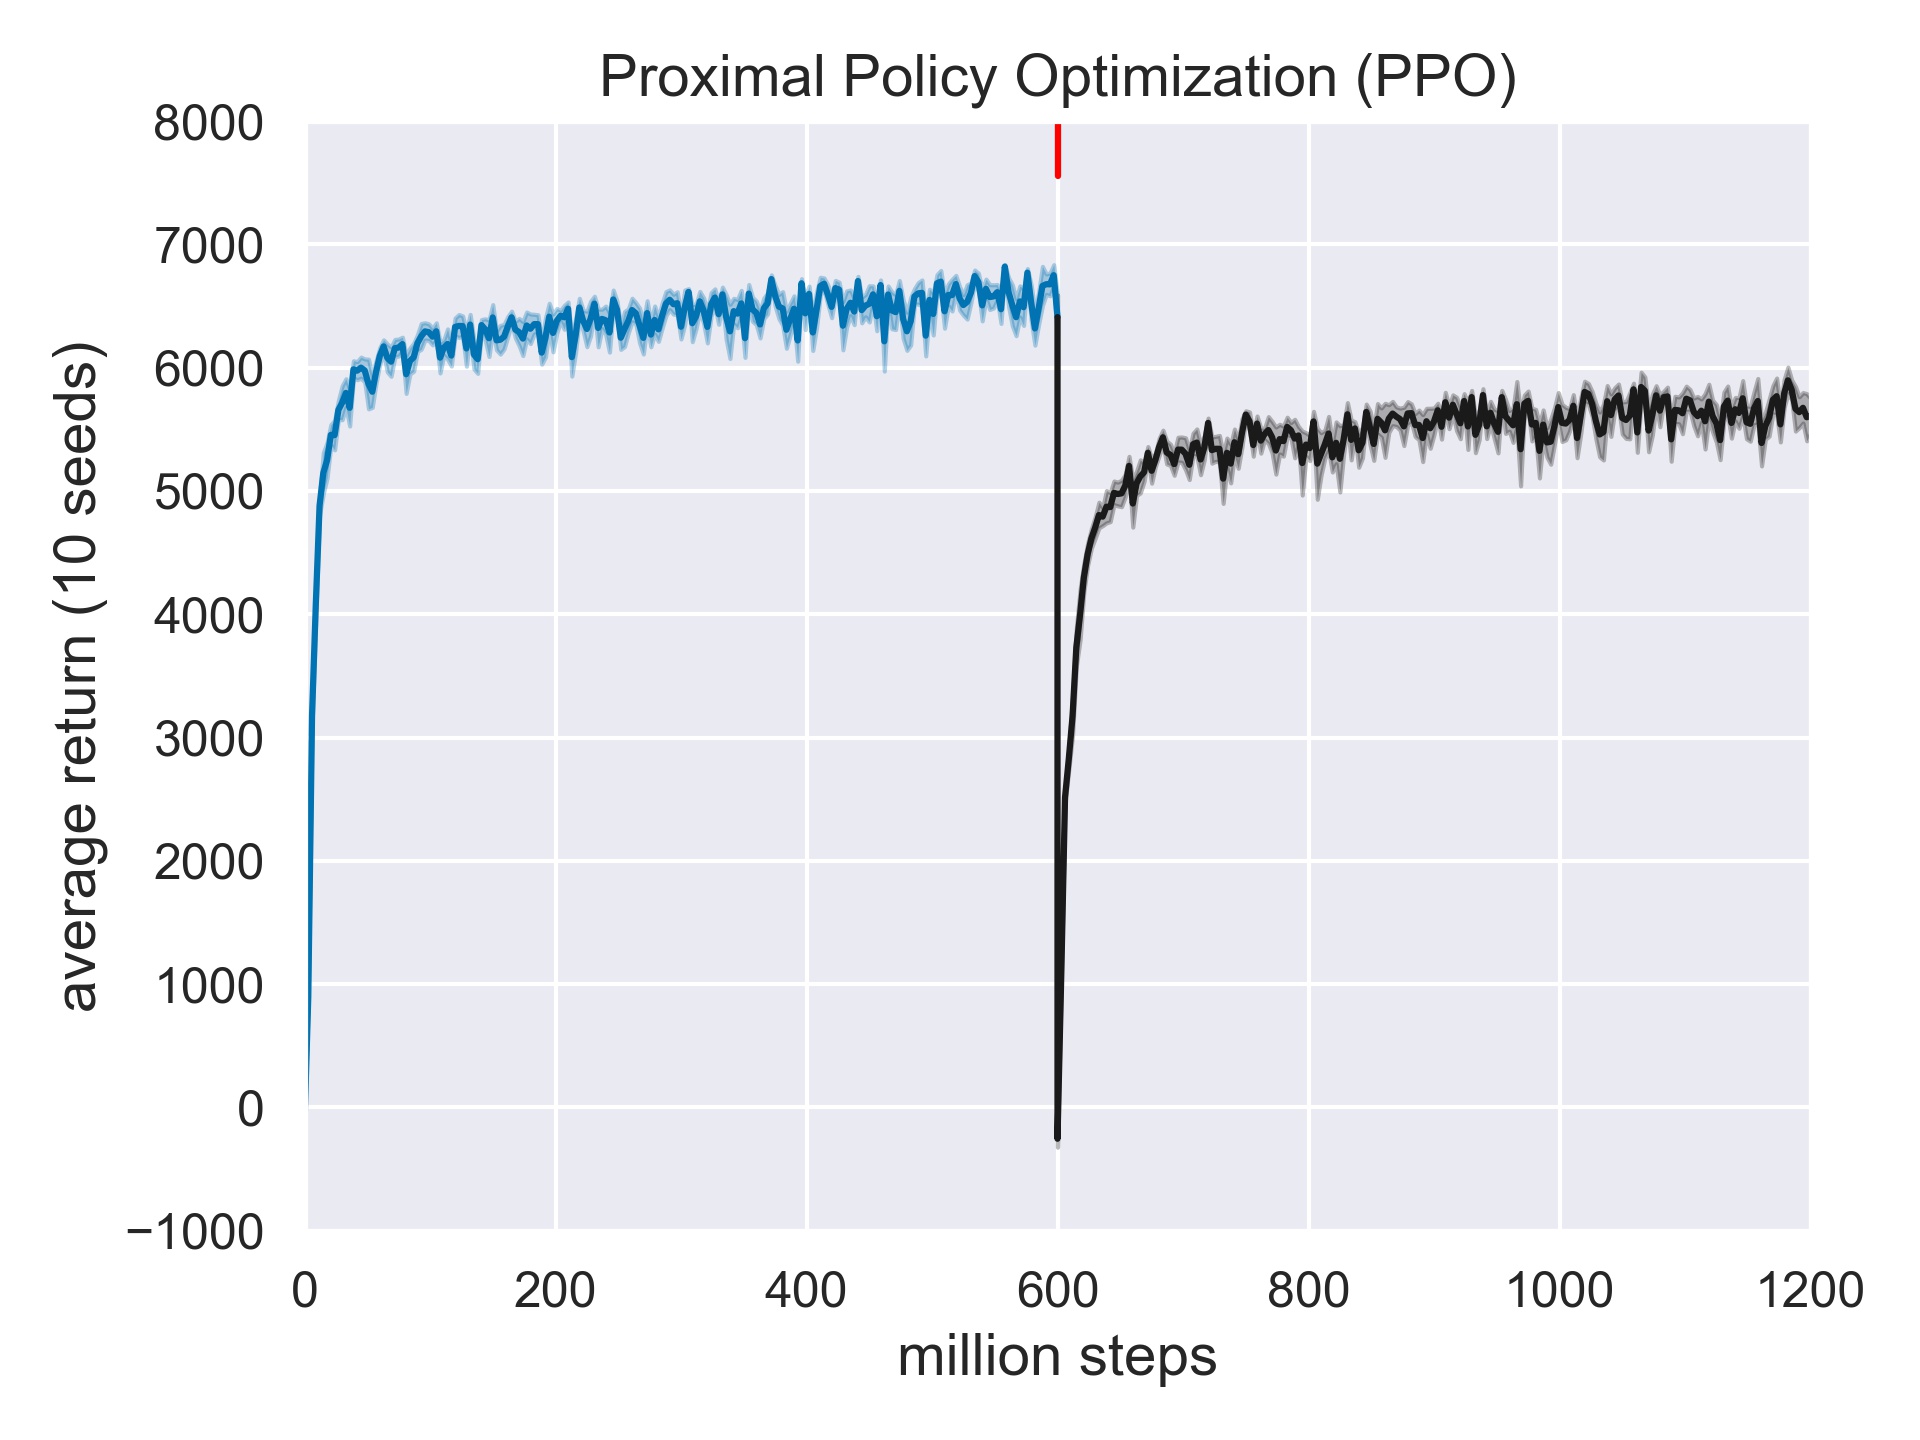 Proximal Policy Optimization (PPO)
8000
7000
6000
5000
4000
3000
2000
1000
0
−1000
average return (10 seeds)
0 200 400 600 800 1000 1200
million steps